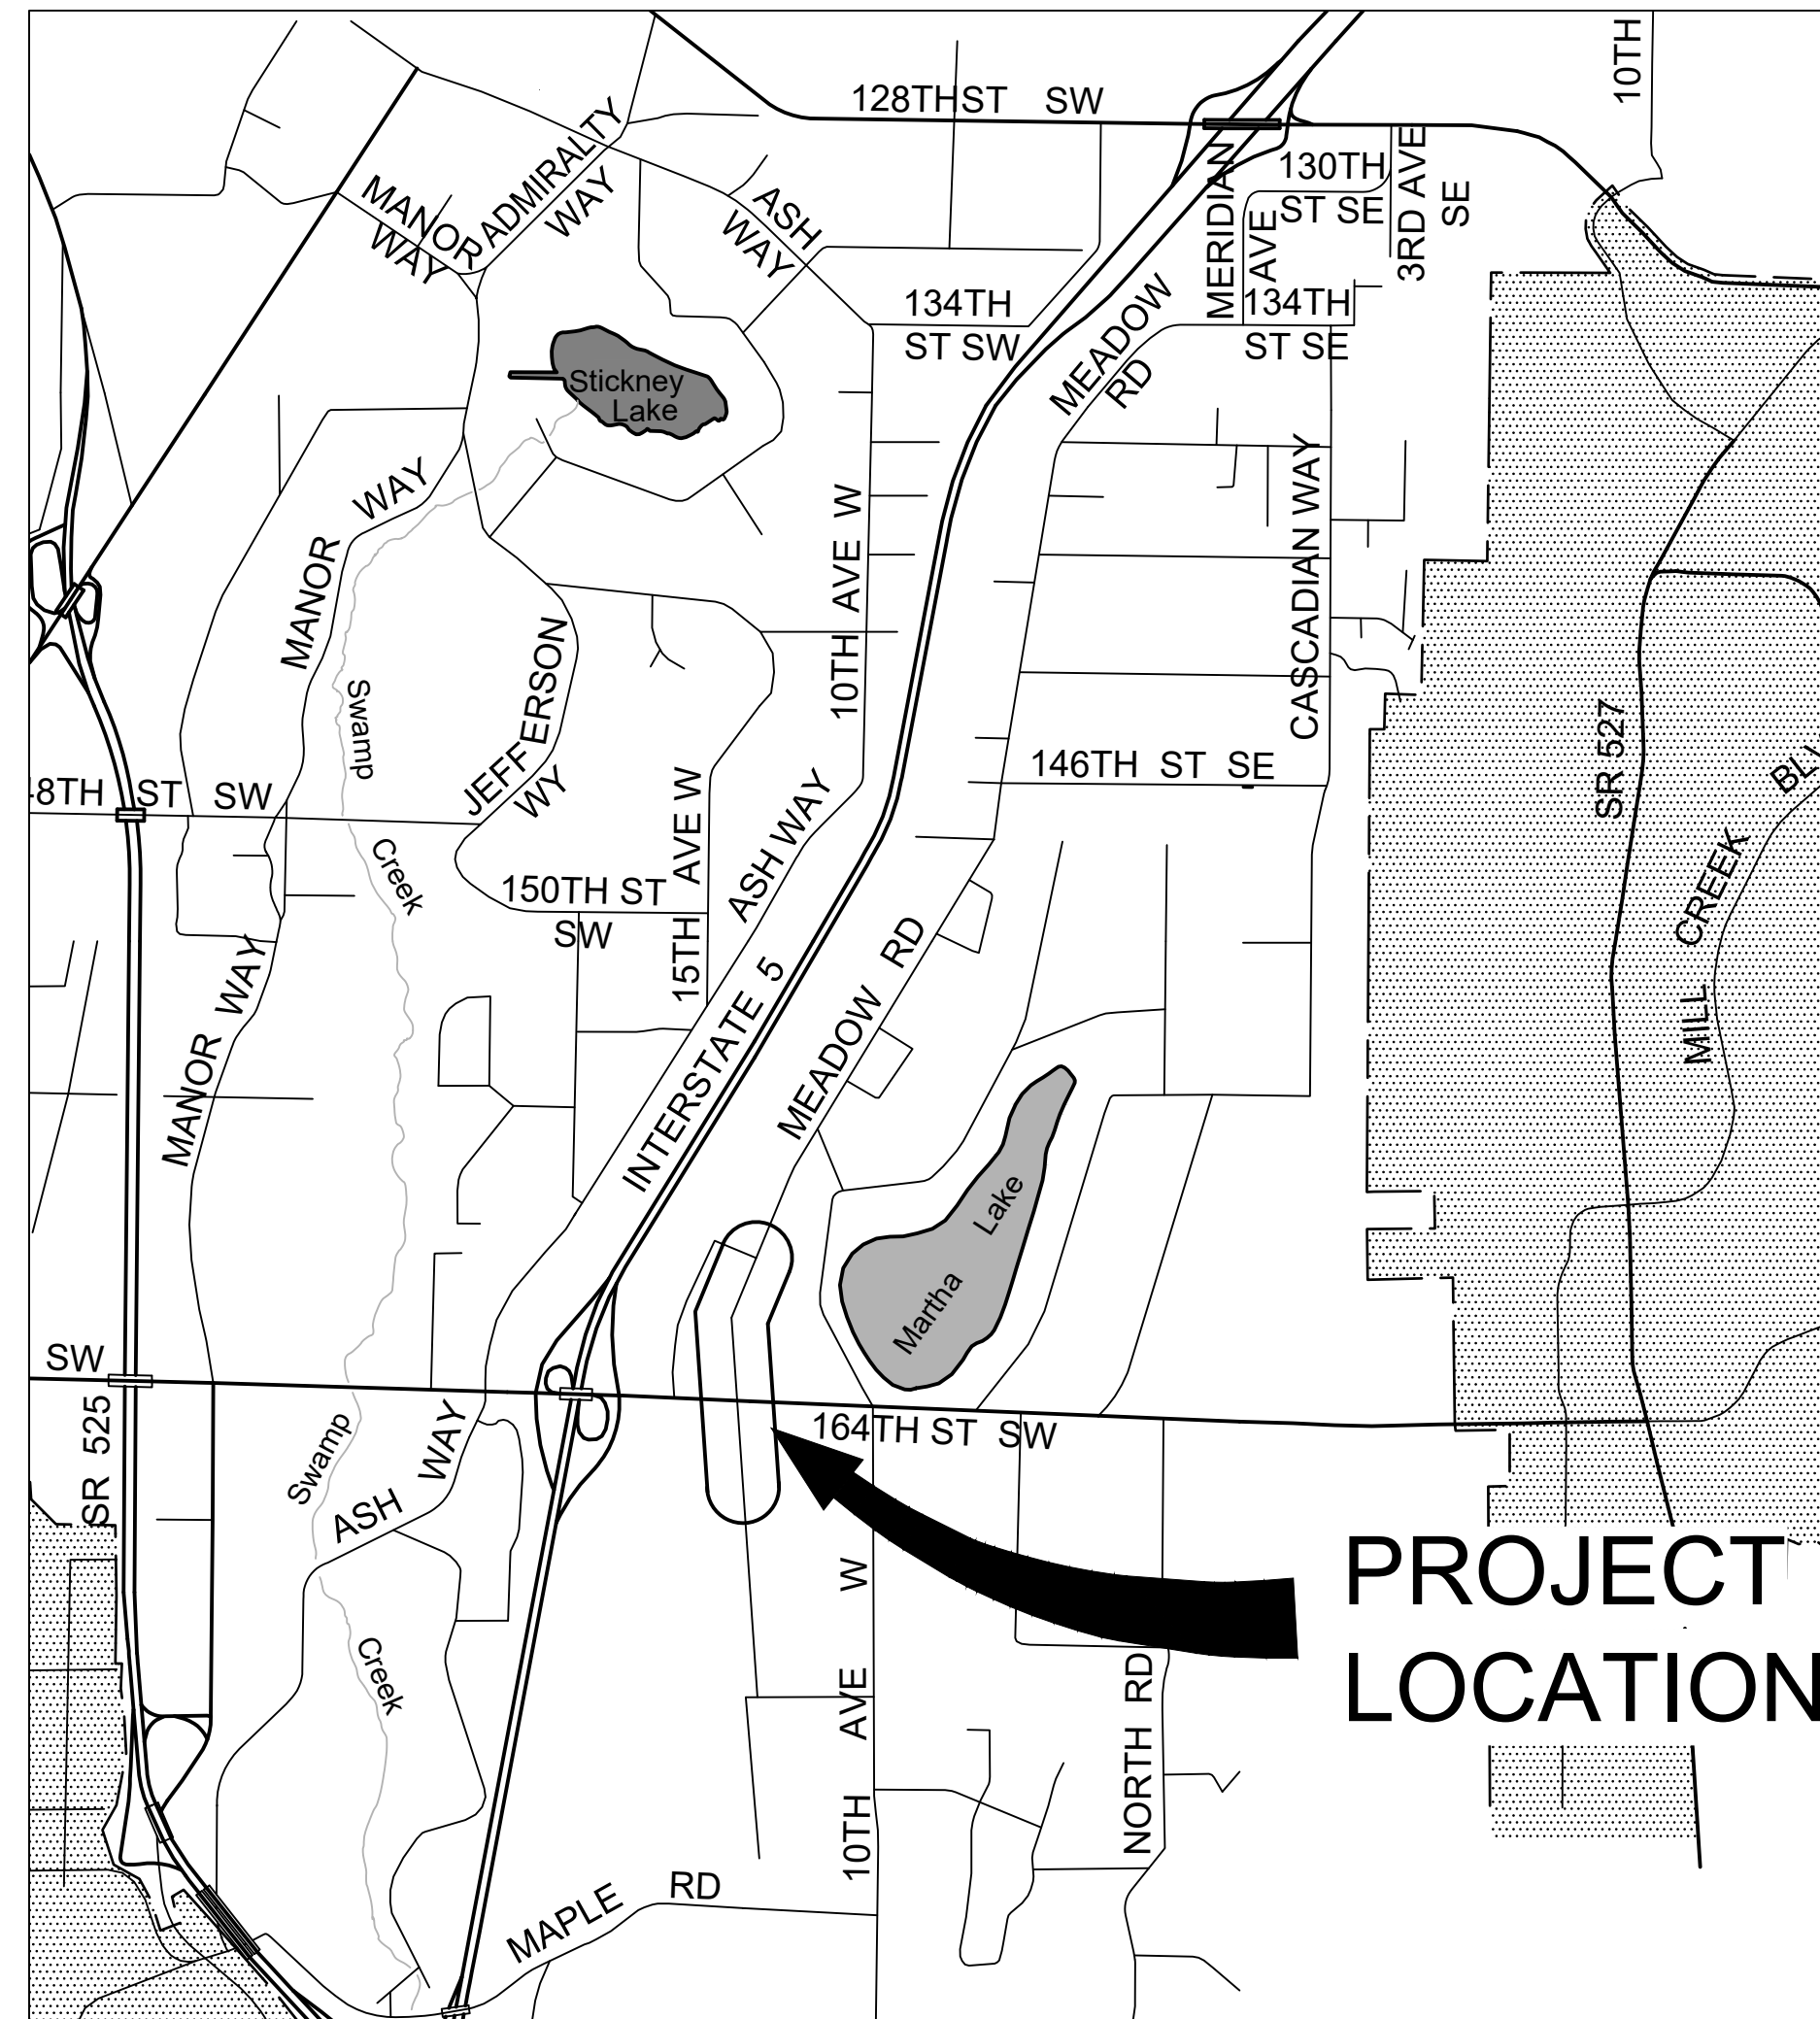 10TH
128TH ST SW
MANOR
WAY
ADMIRALTY
WAY
ASH
WAY
MERIDIAN
AVE
130TH
ST SE
3RD AVE
SE
134TH
ST SW
MEADOW
RD
134TH
ST SE
Stickney
Lake
MANOR WAY
10TH AVE W
CASCADIAN WAY
JEFFERSON
WY
Swamp
Creek
SR 527
146TH ST SE
ST SW
MILL CREEK
150TH ST
SW
15TH AVE W
ASH WAY
MANOR WAY
INTERSTATE 5
MEADOW RD
Martha Lake
SW
SR 525
164TH ST SW
Swamp
Creek
ASH WAY
PROJECT
LOCATION
10TH AVE W
NORTH RD
MAPLE RD